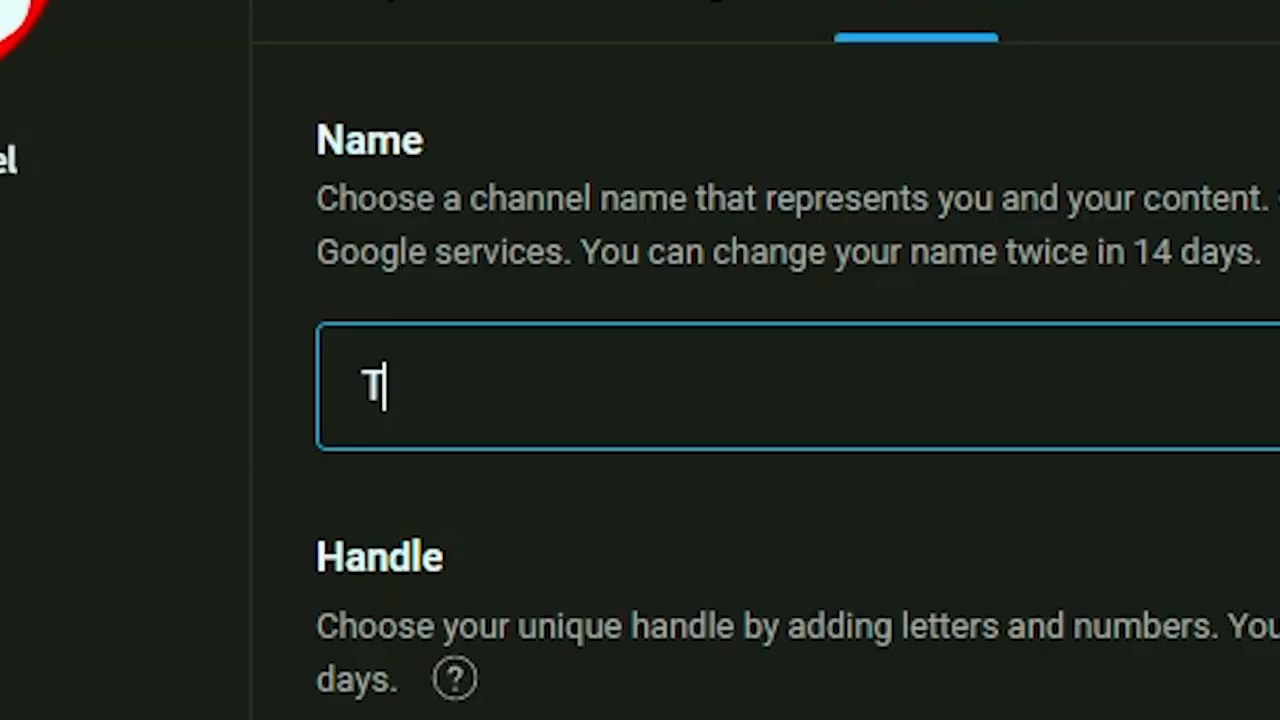 el
Name
Choose a channel name that represents you and your content.
Google services. You can change your name twice in 14 days.
T
Handle
Choose your unique handle by adding letters and numbers. You
days. ?